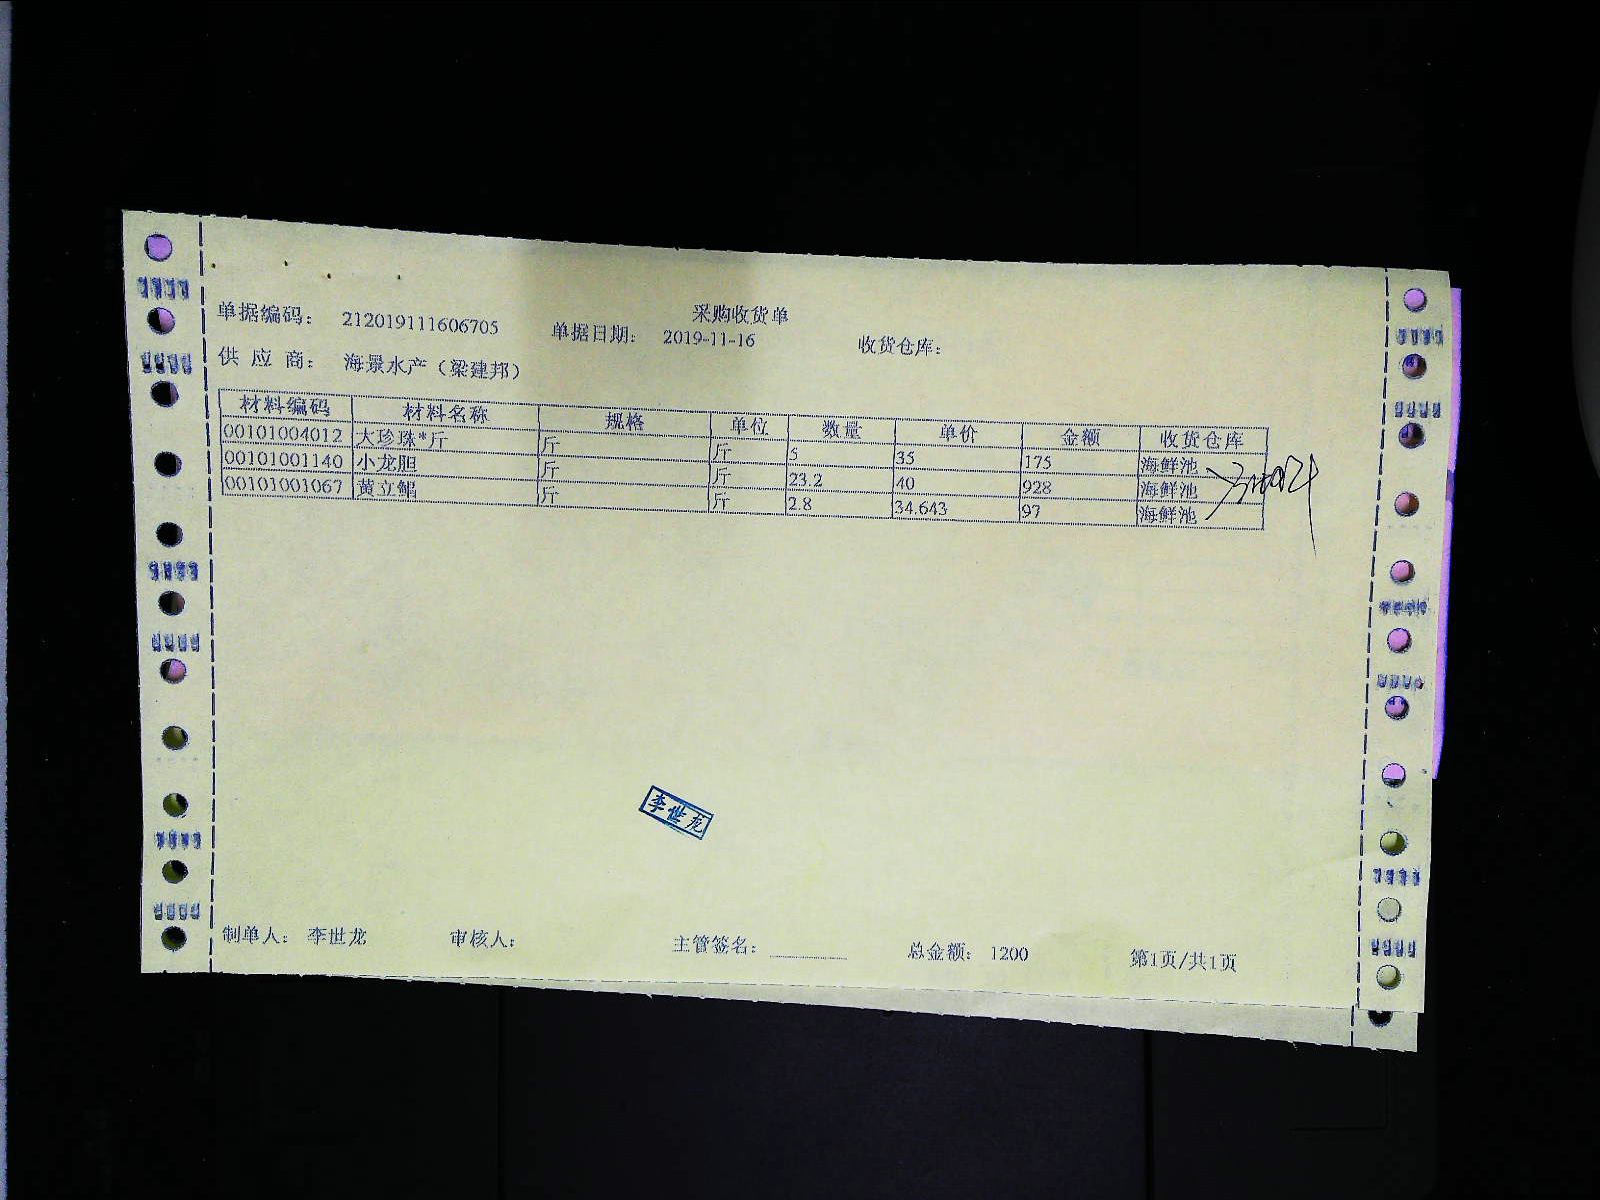 采购收货单
单据编码： 212019111606705 单据日期： 2019-11-16 收货仓库：
供 应 商： 海景水产（梁建邦）
材料编码 材料名称 规格 单位 数量 单价 金额 收货仓库
00101004012 大珍珠*斤 斤 斤 5 35 175 海鲜池
00101001140 小龙胆 斤 斤 23.2 40 928 海鲜池
00101001067 黄立鲳 斤 斤 2.8 34.643 97 海鲜池
李世龙
制单人： 李世龙 审核人： 主管签名： 总金额： 1200 第1页/共1页